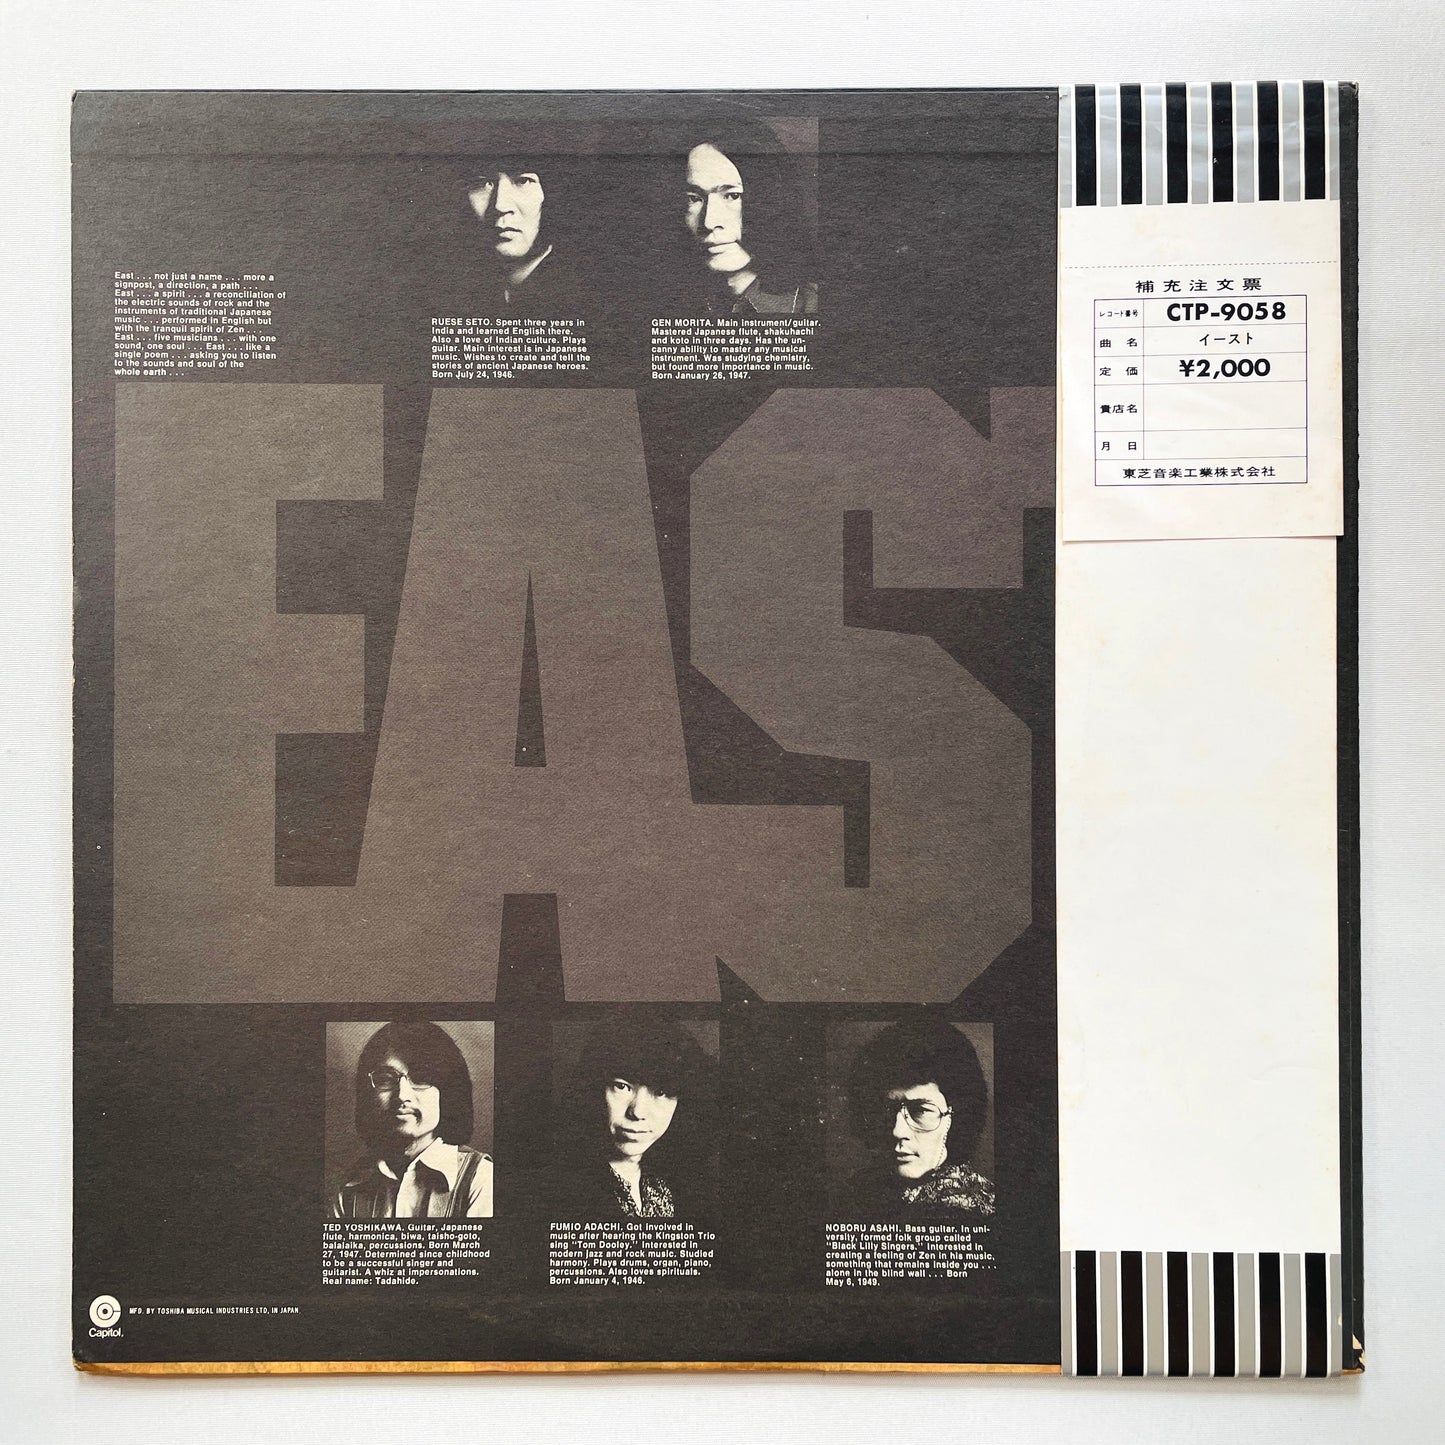 East . . . not just a name . . . more a
signpost, a direction, a path . . .
East . . . a spirit . . . a reconciliation of
the electric sounds of rock and the
instruments of traditional Japanese
music . . . performed in English but
with the tranquil spirit of Zen . . .
East . . . five musicians . . . with one
sound, one soul . . . East . . . like a
single poem . . . asking you to listen
to the sounds and soul of the
whole earth . . .
RUESE SETO. Spent three years in
India and learned English there.
Also a love of Indian culture. Plays
guitar. Main interest is in Japanese
music. Wishes to create and tell the
stories of ancient Japanese heroes.
Born July 24, 1946.
GEN MORITA. Main instrument/guitar.
Mastered Japanese flute, shakuhachi
and koto in three days. Has the un-
canny ability to master any musical
instrument. Was studying chemistry,
but found more importance in music.
Born January 26, 1947.
EAS
補充注文票
レコード番号 CTP-9058
曲名 イースト
定価 ¥2,000
貴店名
月日
東芝音楽工業株式会社
TED YOSHIKAWA. Guitar, Japanese
flute, harmonica, biwa, taisho-goto,
balalaika, percussions. Born March
27, 1947. Determined since childhood
to be a successful singer and
guitarist. A whiz at impersonations.
Real name: Tadahide.
FUMIO ADACHI. Got involved in
music after hearing the Kingston Trio
sing "Tom Dooley." Interested in
modern jazz and rock music. Studied
harmony. Plays drums, organ, piano,
percussions. Also loves spirituals.
Born January 4, 1946.
NOBORU ASAHI. Bass guitar. In uni-
versity, formed folk group called
"Black Lilly Singers." Interested in
creating a feeling of Zen in his music,
something that remains inside you . . .
alone in the blind wall . . . Born
May 6, 1949.
Capitol.
MFD. BY TOSHIBA MUSICAL INDUSTRIES LTD, IN JAPAN.